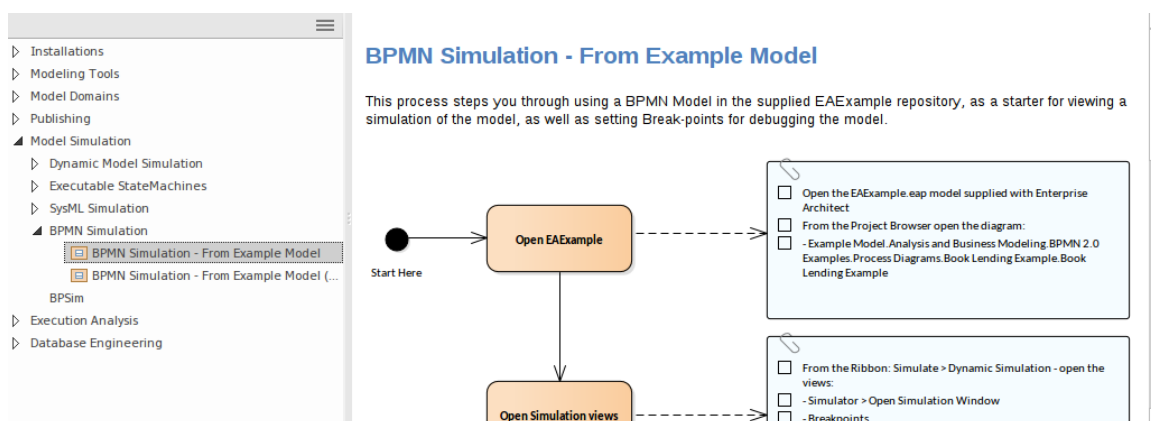 Installations
Modeling Tools
Model Domains
Publishing
Model Simulation
Dynamic Model Simulation
Executable StateMachines
SysML Simulation
BPMN Simulation
BPMN Simulation - From Example Model
BPMN Simulation - From Example Model (...
BPSim
Execution Analysis
Database Engineering
BPMN Simulation - From Example Model
This process steps you through using a BPMN Model in the supplied EAExample repository, as a starter for viewing a
simulation of the model, as well as setting Break-points for debugging the model.
Start Here
Open EAExample
Open the EAExample.eap model supplied with Enterprise
Architect
From the Project Browser open the diagram:
- Example Model.Analysis and Business Modeling.BPMN 2.0
Examples.Process Diagrams.Book Lending Example.Book
Lending Example
Open Simulation views
From the Ribbon: Simulate > Dynamic Simulation - open the
views:
- Simulator > Open Simulation Window
- Breakpoints